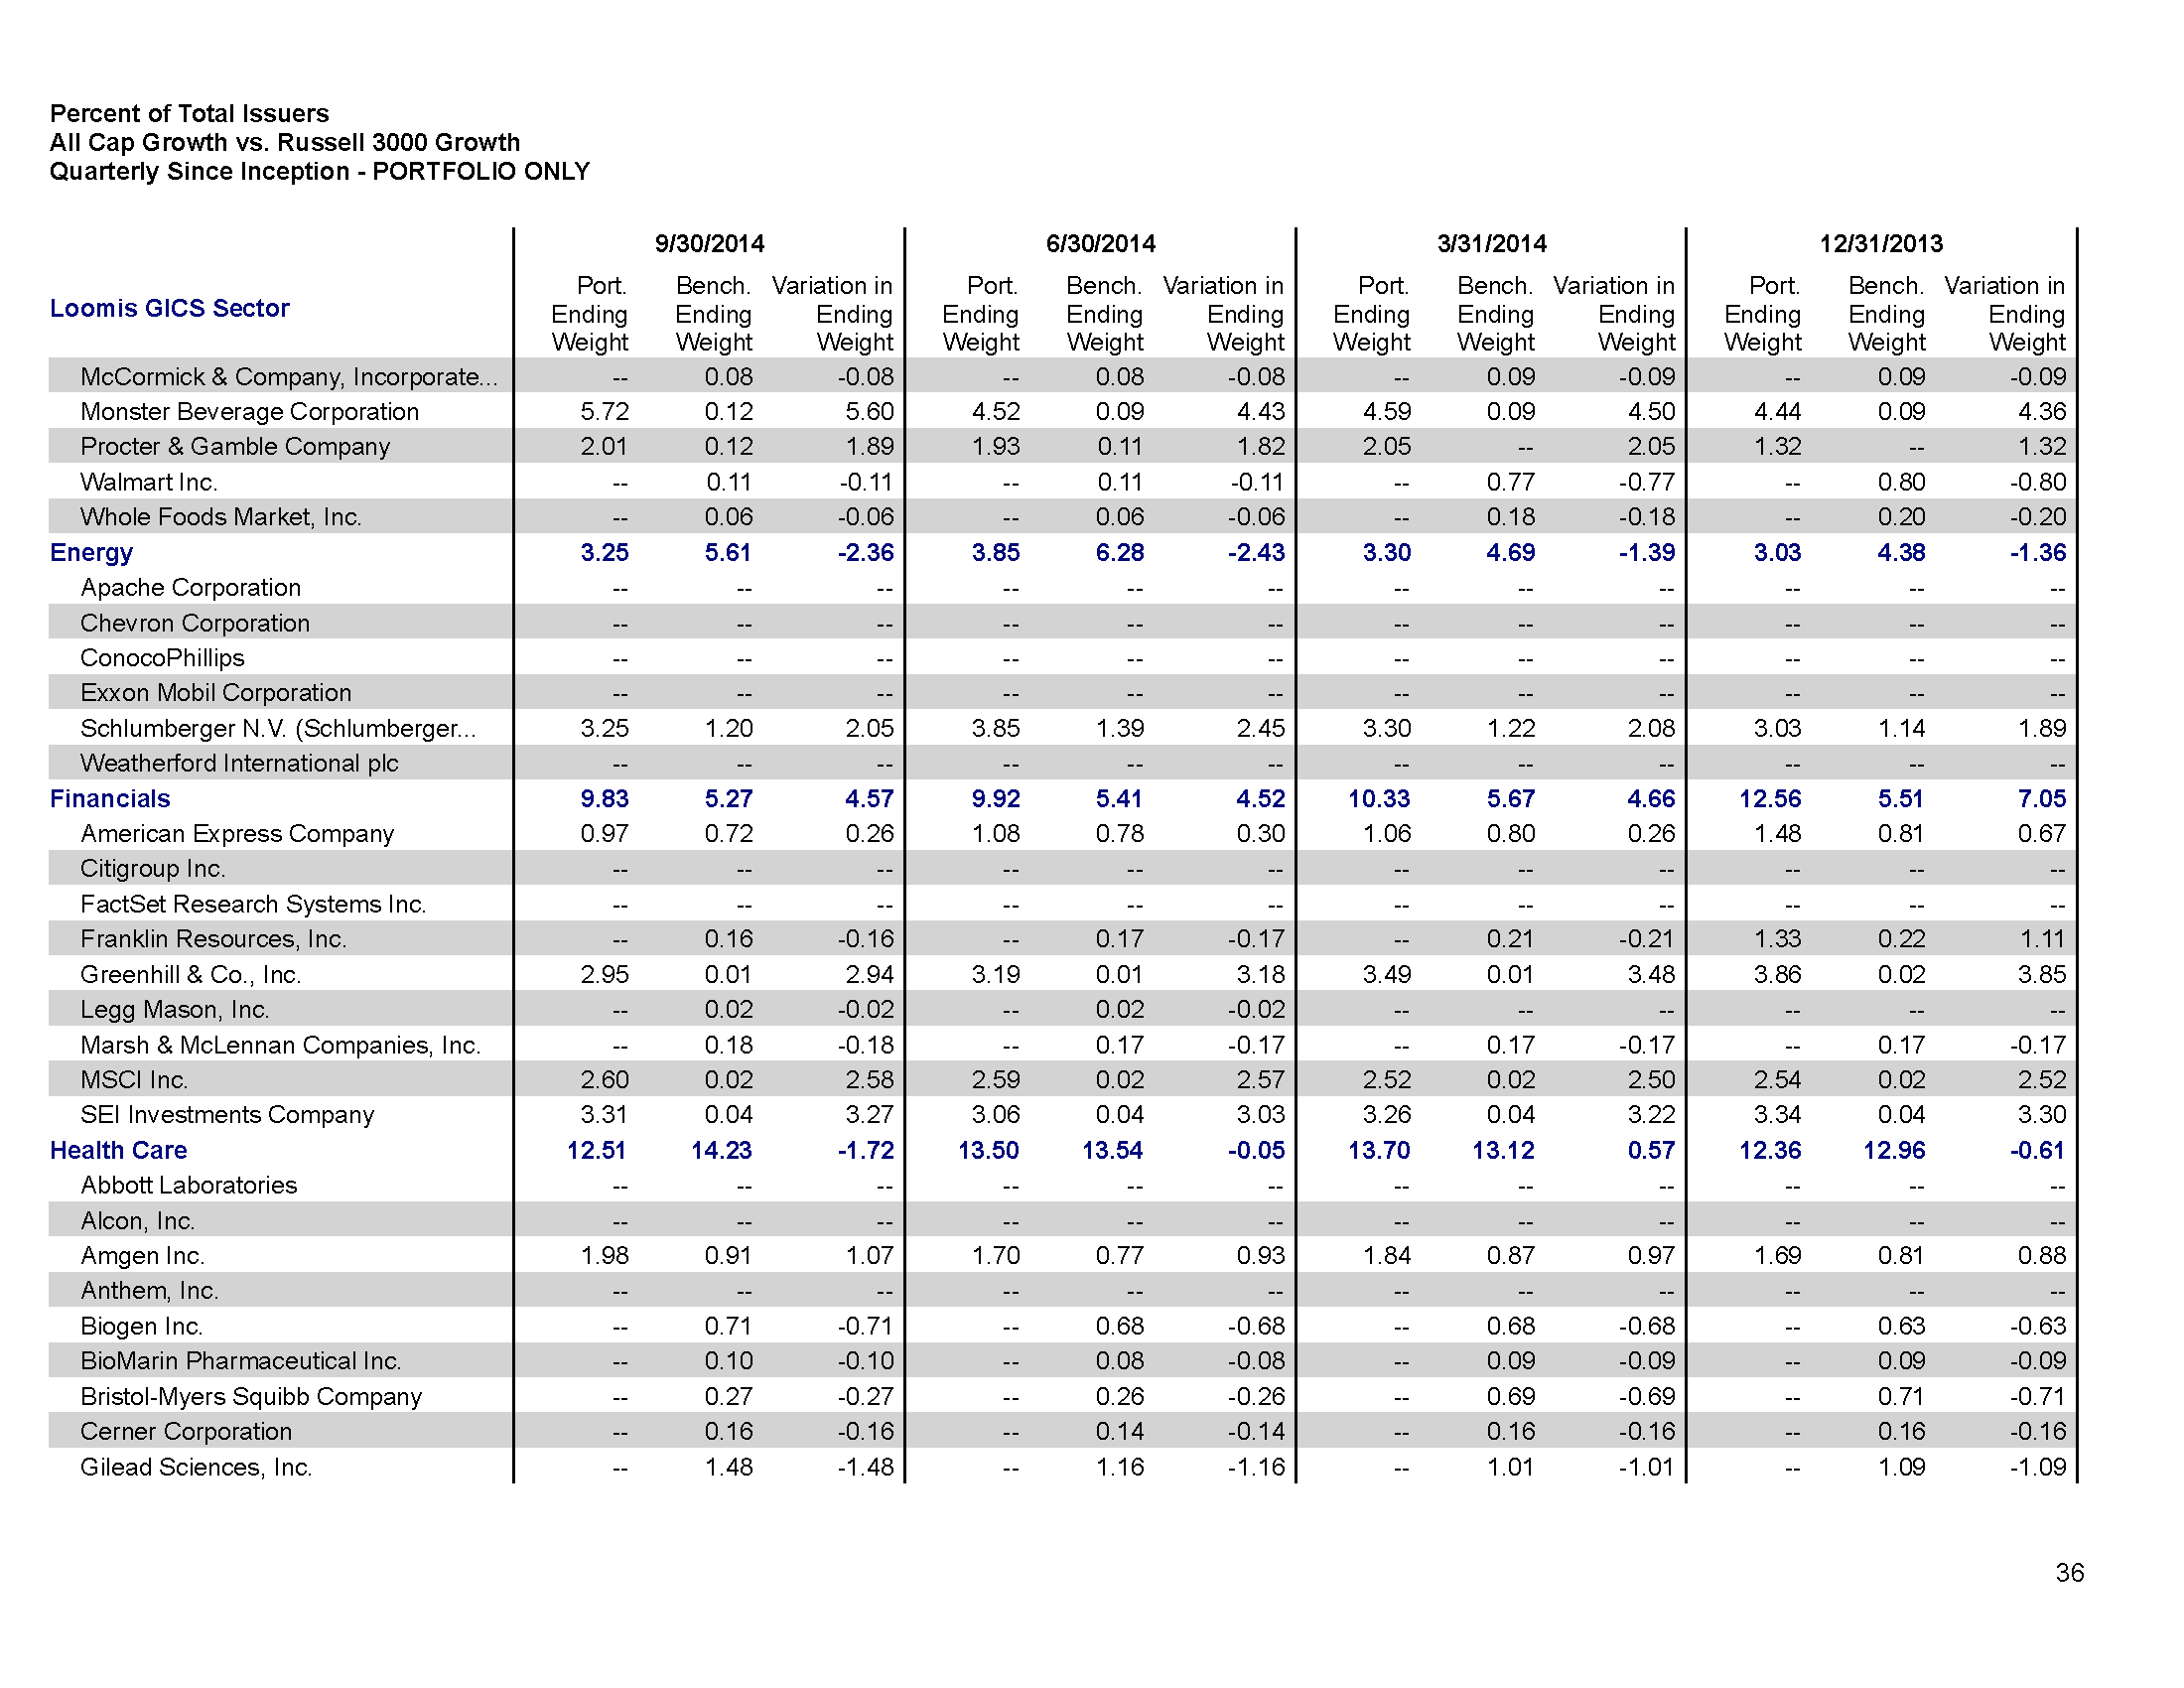 Percent of Total Issuers
All Cap Growth vs. Russell 3000 Growth
Quarterly Since Inception - PORTFOLIO ONLY
9/30/2014 6/30/2014 3/31/2014 12/31/2013
Loomis GICS Sector
Port. Bench. Variation in Port. Bench. Variation in Port. Bench. Variation in Port. Bench. Variation in
Ending Ending Ending Ending Ending Ending Ending Ending Ending Ending Ending Ending
Weight Weight Weight Weight Weight Weight Weight Weight Weight Weight Weight Weight
McCormick & Company, Incorporate... -- 0.08 -0.08 -- 0.08 -0.08 -- 0.09 -0.09 -- 0.09 -0.09
Monster Beverage Corporation 5.72 0.12 5.60 4.52 0.09 4.43 4.59 0.09 4.50 4.44 0.09 4.36
Procter & Gamble Company 2.01 0.12 1.89 1.93 0.11 1.82 2.05 -- 2.05 1.32 -- 1.32
Walmart Inc. -- 0.11 -0.11 -- 0.11 -0.11 -- 0.77 -0.77 -- 0.80 -0.80
Whole Foods Market, Inc. -- 0.06 -0.06 -- 0.06 -0.06 -- 0.18 -0.18 -- 0.20 -0.20
Energy 3.25 5.61 -2.36 3.85 6.28 -2.43 3.30 4.69 -1.39 3.03 4.38 -1.36
Apache Corporation -- -- -- -- -- -- -- -- -- -- -- --
Chevron Corporation -- -- -- -- -- -- -- -- -- -- -- --
ConocoPhillips -- -- -- -- -- -- -- -- -- -- -- --
Exxon Mobil Corporation -- -- -- -- -- -- -- -- -- -- -- --
Schlumberger N.V. (Schlumberger... 3.25 1.20 2.05 3.85 1.39 2.45 3.30 1.22 2.08 3.03 1.14 1.89
Weatherford International plc -- -- -- -- -- -- -- -- -- -- -- --
Financials 9.83 5.27 4.57 9.92 5.41 4.52 10.33 5.67 4.66 12.56 5.51 7.05
American Express Company 0.97 0.72 0.26 1.08 0.78 0.30 1.06 0.80 0.26 1.48 0.81 0.67
Citigroup Inc. -- -- -- -- -- -- -- -- -- -- -- --
FactSet Research Systems Inc. -- -- -- -- -- -- -- -- -- -- -- --
Franklin Resources, Inc. -- 0.16 -0.16 -- 0.17 -0.17 -- 0.21 -0.21 1.33 0.22 1.11
Greenhill & Co., Inc. 2.95 0.01 2.94 3.19 0.01 3.18 3.49 0.01 3.48 3.86 0.02 3.85
Legg Mason, Inc. -- 0.02 -0.02 -- 0.02 -0.02 -- -- -- -- -- --
Marsh & McLennan Companies, Inc. -- 0.18 -0.18 -- 0.17 -0.17 -- 0.17 -0.17 -- 0.17 -0.17
MSCI Inc. 2.60 0.02 2.58 2.59 0.02 2.57 2.52 0.02 2.50 2.54 0.02 2.52
SEI Investments Company 3.31 0.04 3.27 3.06 0.04 3.03 3.26 0.04 3.22 3.34 0.04 3.30
Health Care 12.51 14.23 -1.72 13.50 13.54 -0.05 13.70 13.12 0.57 12.36 12.96 -0.61
Abbott Laboratories -- -- -- -- -- -- -- -- -- -- -- --
Alcon, Inc. -- -- -- -- -- -- -- -- -- -- -- --
Amgen Inc. 1.98 0.91 1.07 1.70 0.77 0.93 1.84 0.87 0.97 1.69 0.81 0.88
Anthem, Inc. -- -- -- -- -- -- -- -- -- -- -- --
Biogen Inc. -- 0.71 -0.71 -- 0.68 -0.68 -- 0.68 -0.68 -- 0.63 -0.63
BioMarin Pharmaceutical Inc. -- 0.10 -0.10 -- 0.08 -0.08 -- 0.09 -0.09 -- 0.09 -0.09
Bristol-Myers Squibb Company -- 0.27 -0.27 -- 0.26 -0.26 -- 0.69 -0.69 -- 0.71 -0.71
Cerner Corporation -- 0.16 -0.16 -- 0.14 -0.14 -- 0.16 -0.16 -- 0.16 -0.16
Gilead Sciences, Inc. -- 1.48 -1.48 -- 1.16 -1.16 -- 1.01 -1.01 -- 1.09 -1.09
36